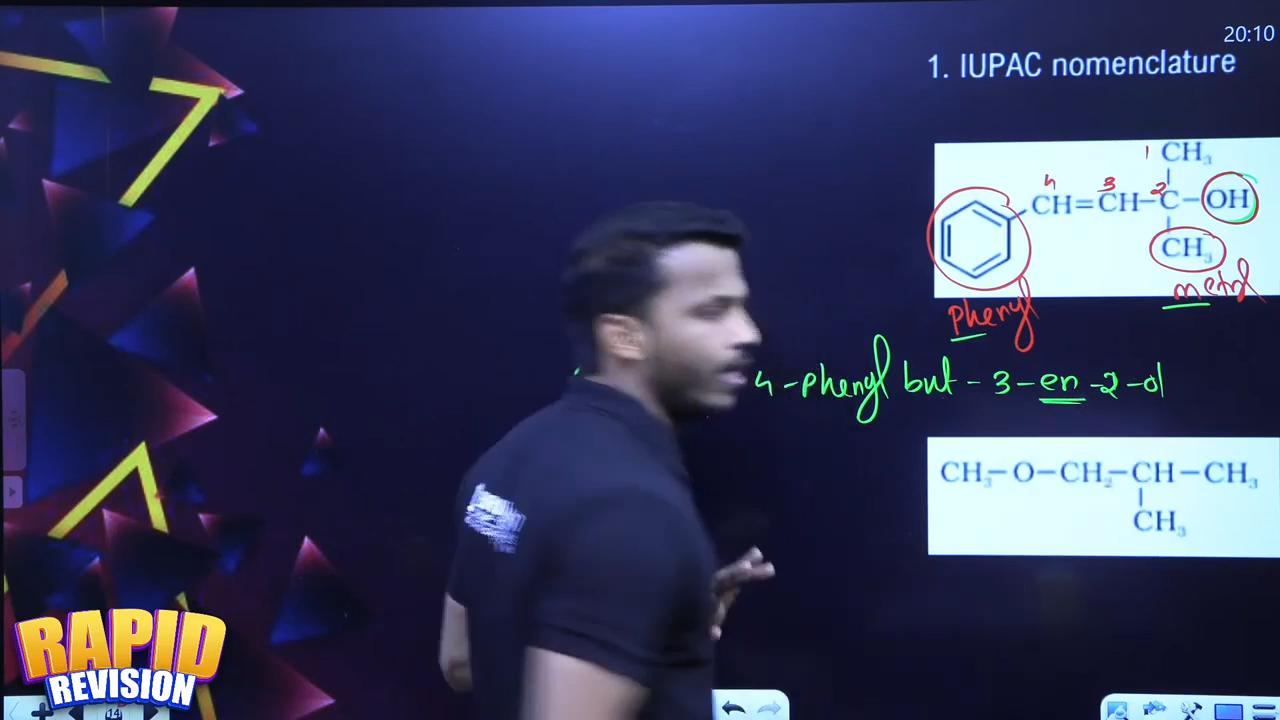 20:10
1. IUPAC nomenclature
1 CH₃
4 3 2
CH=CH-C-OH
CH₃
phenyl
4-phenyl but-3-en-2-ol
CH₃-O-CH₂-CH-CH₃
CH₃
RAPID
REVISION
14